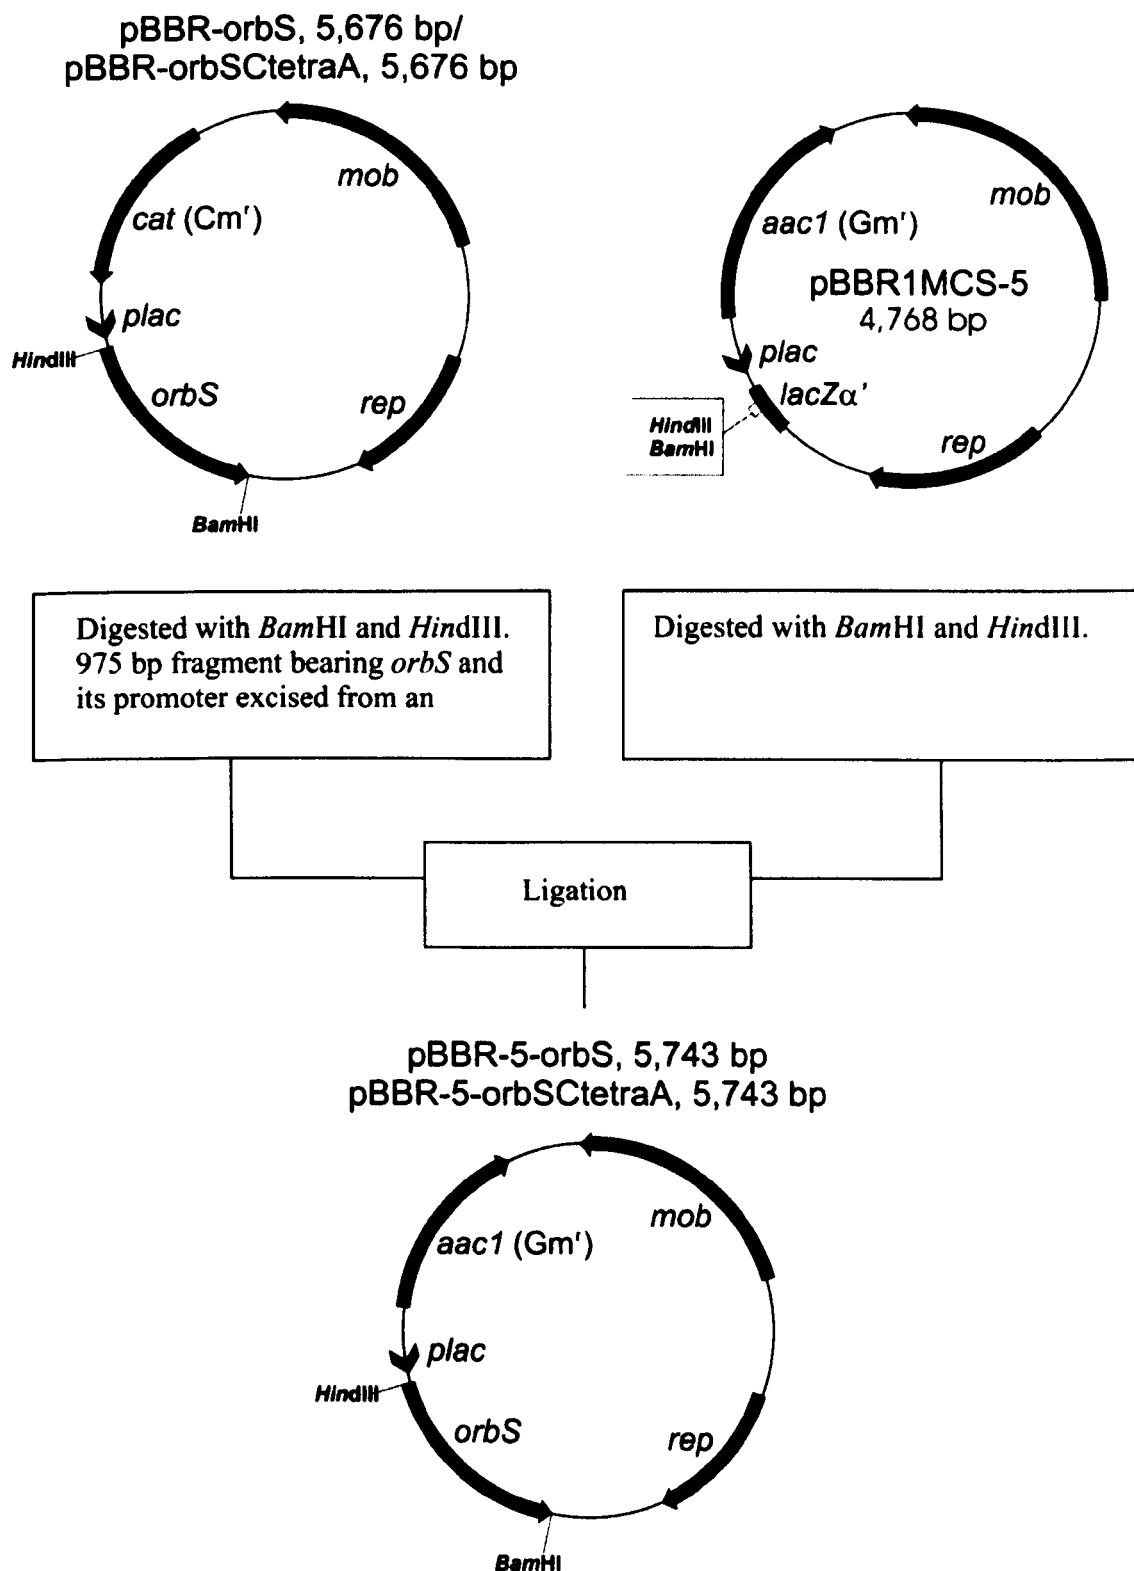 pBBR-orbS, 5,676 bp/
pBBR-orbSCtetraA, 5,676 bp
mob
cat (Cmʳ)
plac
HindIII
orbS
rep
BamHI
mob
aac1 (Gmʳ)
pBBR1MCS-5
4,768 bp
plac
lacZα'
HindIII
BamHI
rep
Digested with BamHI and HindIII.
975 bp fragment bearing orbS and
its promoter excised from an
Digested with BamHI and HindIII.
Ligation
pBBR-5-orbS, 5,743 bp
pBBR-5-orbSCtetraA, 5,743 bp
mob
aac1 (Gmʳ)
plac
HindIII
orbS
rep
BamHI